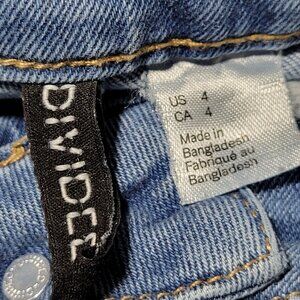 DIVIDED
US 4
CA 4
Made in
Bangladesh
Fabriqué au
Bangladesh